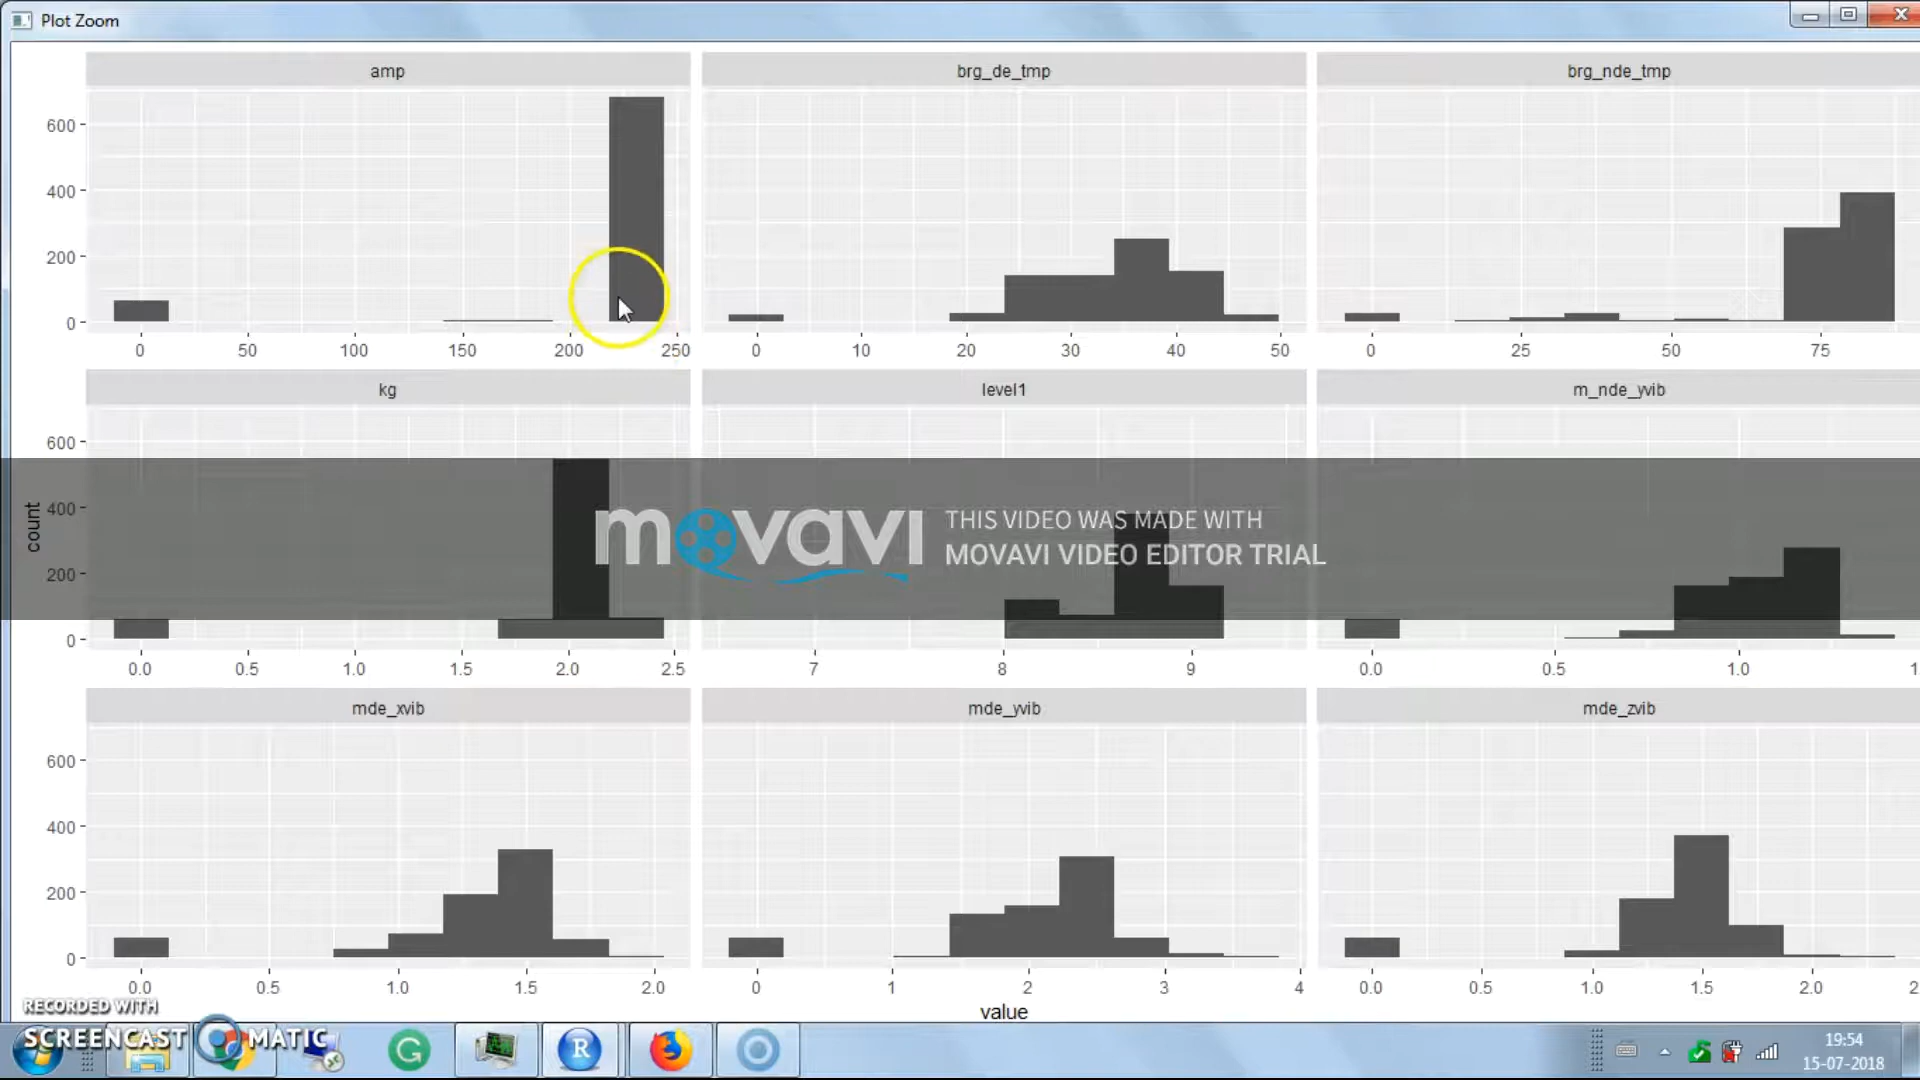 Plot Zoom
amp
brg_de_tmp
brg_nde_tmp
600
400
200
0
0 50 100 150 200 250
0 10 20 30 40 50
0 25 50 75
kg
level1
m_nde_yvib
600
400
200
0
count
movavi
THIS VIDEO WAS MADE WITH
MOVAVI VIDEO EDITOR TRIAL
0.0 0.5 1.0 1.5 2.0 2.5
7 8 9
0.0 0.5 1.0
mde_xvib
mde_yvib
mde_zvib
600
400
200
0
0.0 0.5 1.0 1.5 2.0
0 1 2 3 4
0.0 0.5 1.0 1.5 2.0
value
RECORDED WITH
SCREENCAST MATIC
G
R
19:54
15-07-2018